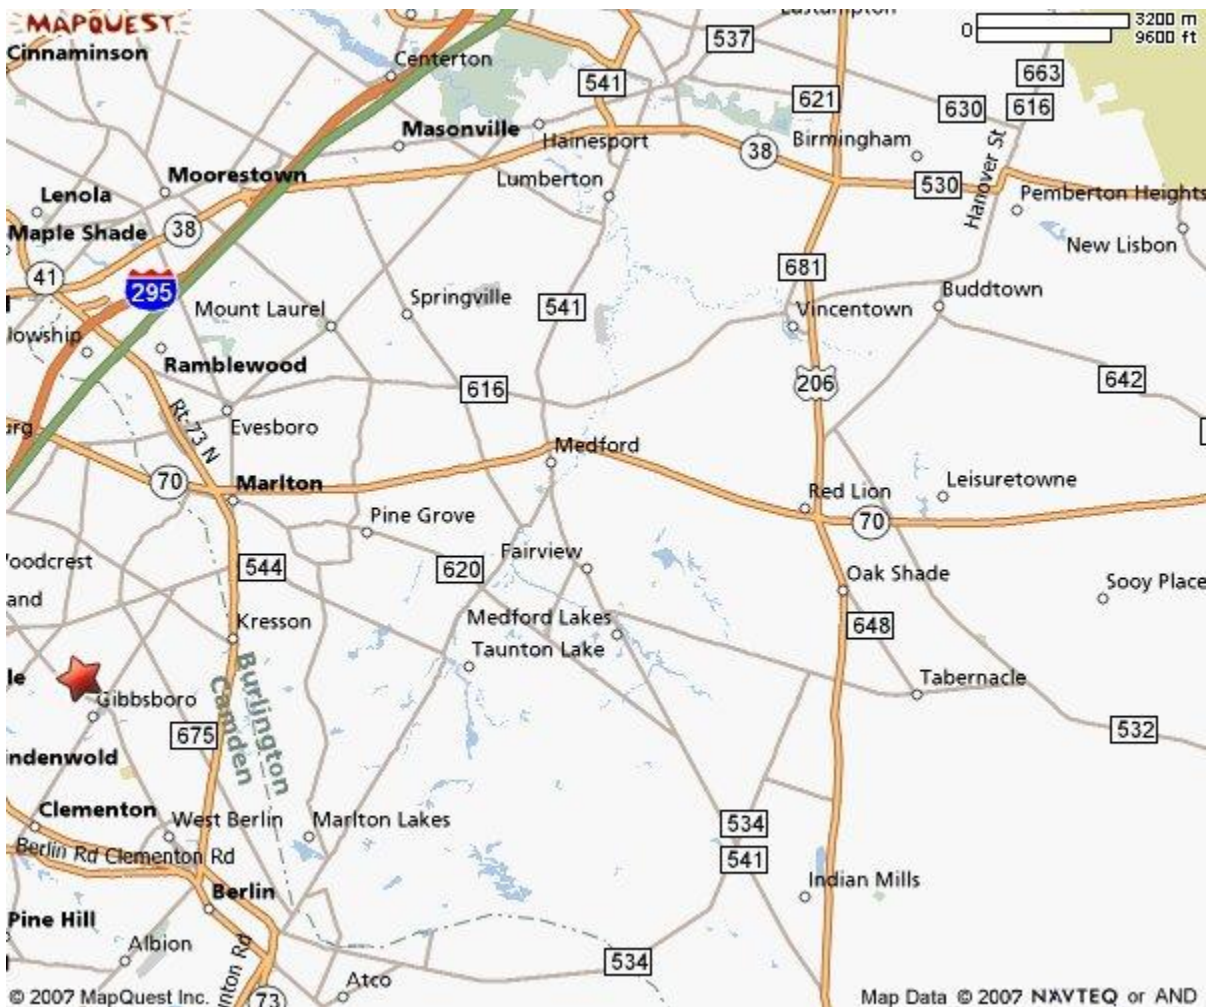 MAPQUEST
Cinnaminson
Eastampton
0
3200 m
9600 ft
Centerton
537
541
621
663
630
616
Masonville
Hainesport
38
Birmingham
Hanover St
Moorestown
Lumberton
530
Pemberton Heights
Lenola
38
Maple Shade
New Lisbon
41
295
681
Mount Laurel
Springville
541
Vincentown
Buddtown
lowship
Ramblewood
616
206
642
Rt-73 N
Evesboro
Medford
70
Marlton
Red Lion
Leisuretowne
Pine Grove
70
Fairview
544
620
Oak Shade
Sooy Place
and
Kresson
Medford Lakes
648
Taunton Lake
le
Gibbsboro
Burlington
Camden
Tabernacle
675
532
ndenwold
Clementon
West Berlin
Marlton Lakes
534
Berlin Rd
Clementon Rd
541
Berlin
Indian Mills
Pine Hill
Albion
nton Rd
534
Atco
73
© 2007 MapQuest Inc.
Map Data © 2007 NAVTEQ or AND